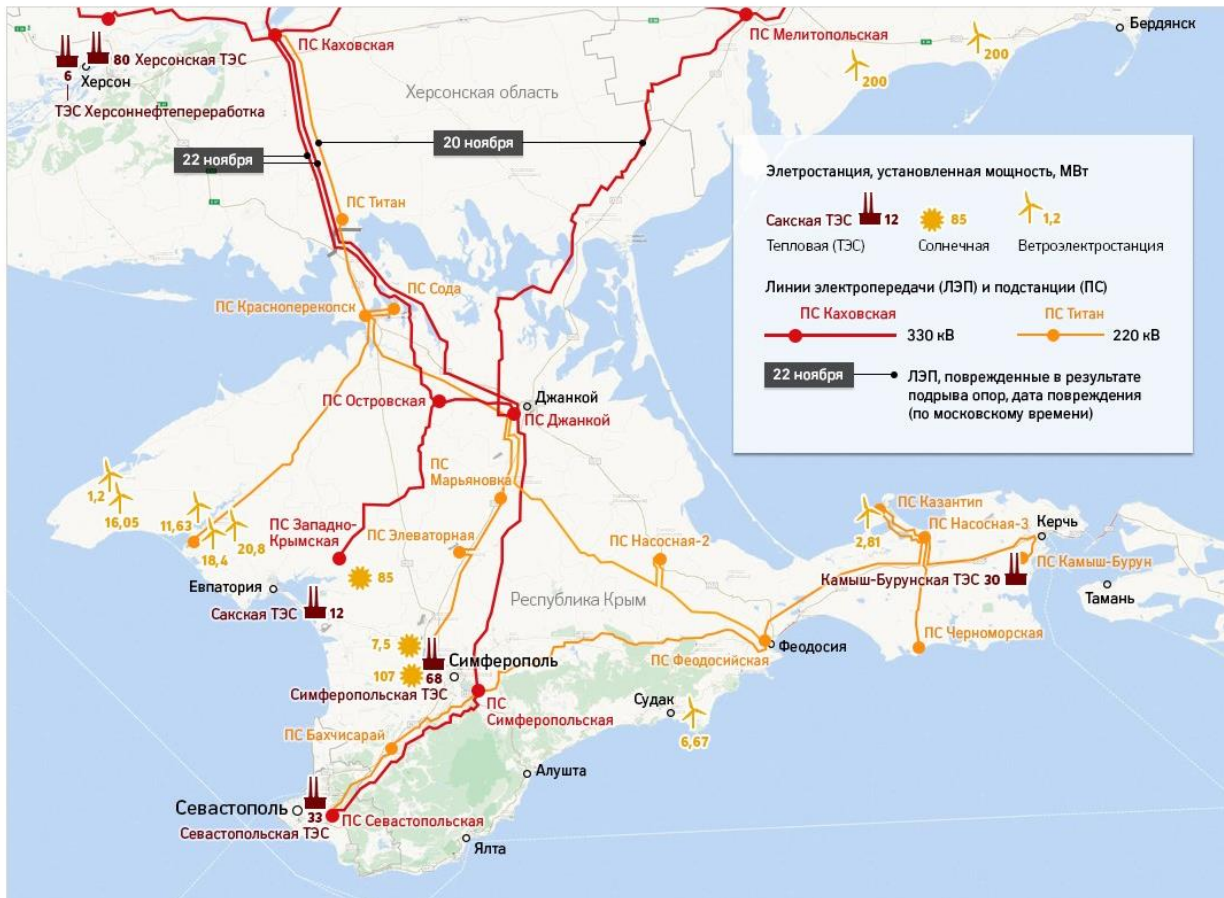 Бердянск
ПС Каховская
ПС Мелитопольская
80 Херсонская ТЭС
6
Херсон
ТЭС Херсоннефтепереработка
200
200
Херсонская область
20 ноября
22 ноября
ПС Титан
Элетростанция, установленная мощность, МВт
Сакская ТЭС 12
85
1,2
Тепловая (ТЭС)
Солнечная
Ветроэлектростанция
Линии электропередачи (ЛЭП) и подстанции (ПС)
ПС Каховская
330 кВ
ПС Титан
220 кВ
22 ноября
ЛЭП, поврежденные в результате
подрыва опор, дата повреждения
(по московскому времени)
ПС Сода
ПС Красноперекопск
ПС Островская
Джанкой
ПС Джанкой
ПС
Марьяновка
1,2
16,05
11,63
18,4
20,8
ПС Западно-
Крымская
ПС Элеваторная
ПС Насосная-2
ПС Казантип
ПС Насосная-3
Керчь
2,81
ПС Камыш-Бурун
Камыш-Бурунская ТЭС 30
Тамань
Евпатория
85
Сакская ТЭС
12
Республика Крым
7,5
107
68
Симферополь
Симферопольская ТЭС
ПС Феодосийская
Феодосия
ПС Черноморская
ПС
Симферопольская
Судак
6,67
ПС Бахчисарай
Алушта
Севастополь
33
ПС Севастопольская
Севастопольская ТЭС
Ялта